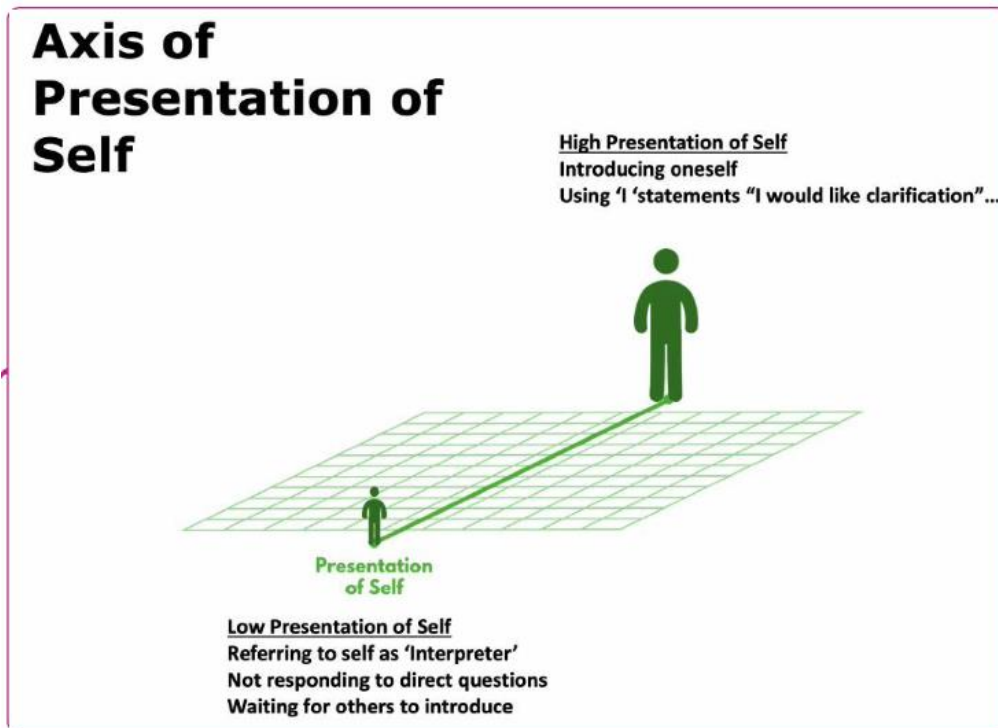 Axis of
Presentation of
Self
High Presentation of Self
Introducing oneself
Using ‘I ‘statements “I would like clarification”...
Presentation
of Self
Low Presentation of Self
Referring to self as ‘Interpreter’
Not responding to direct questions
Waiting for others to introduce